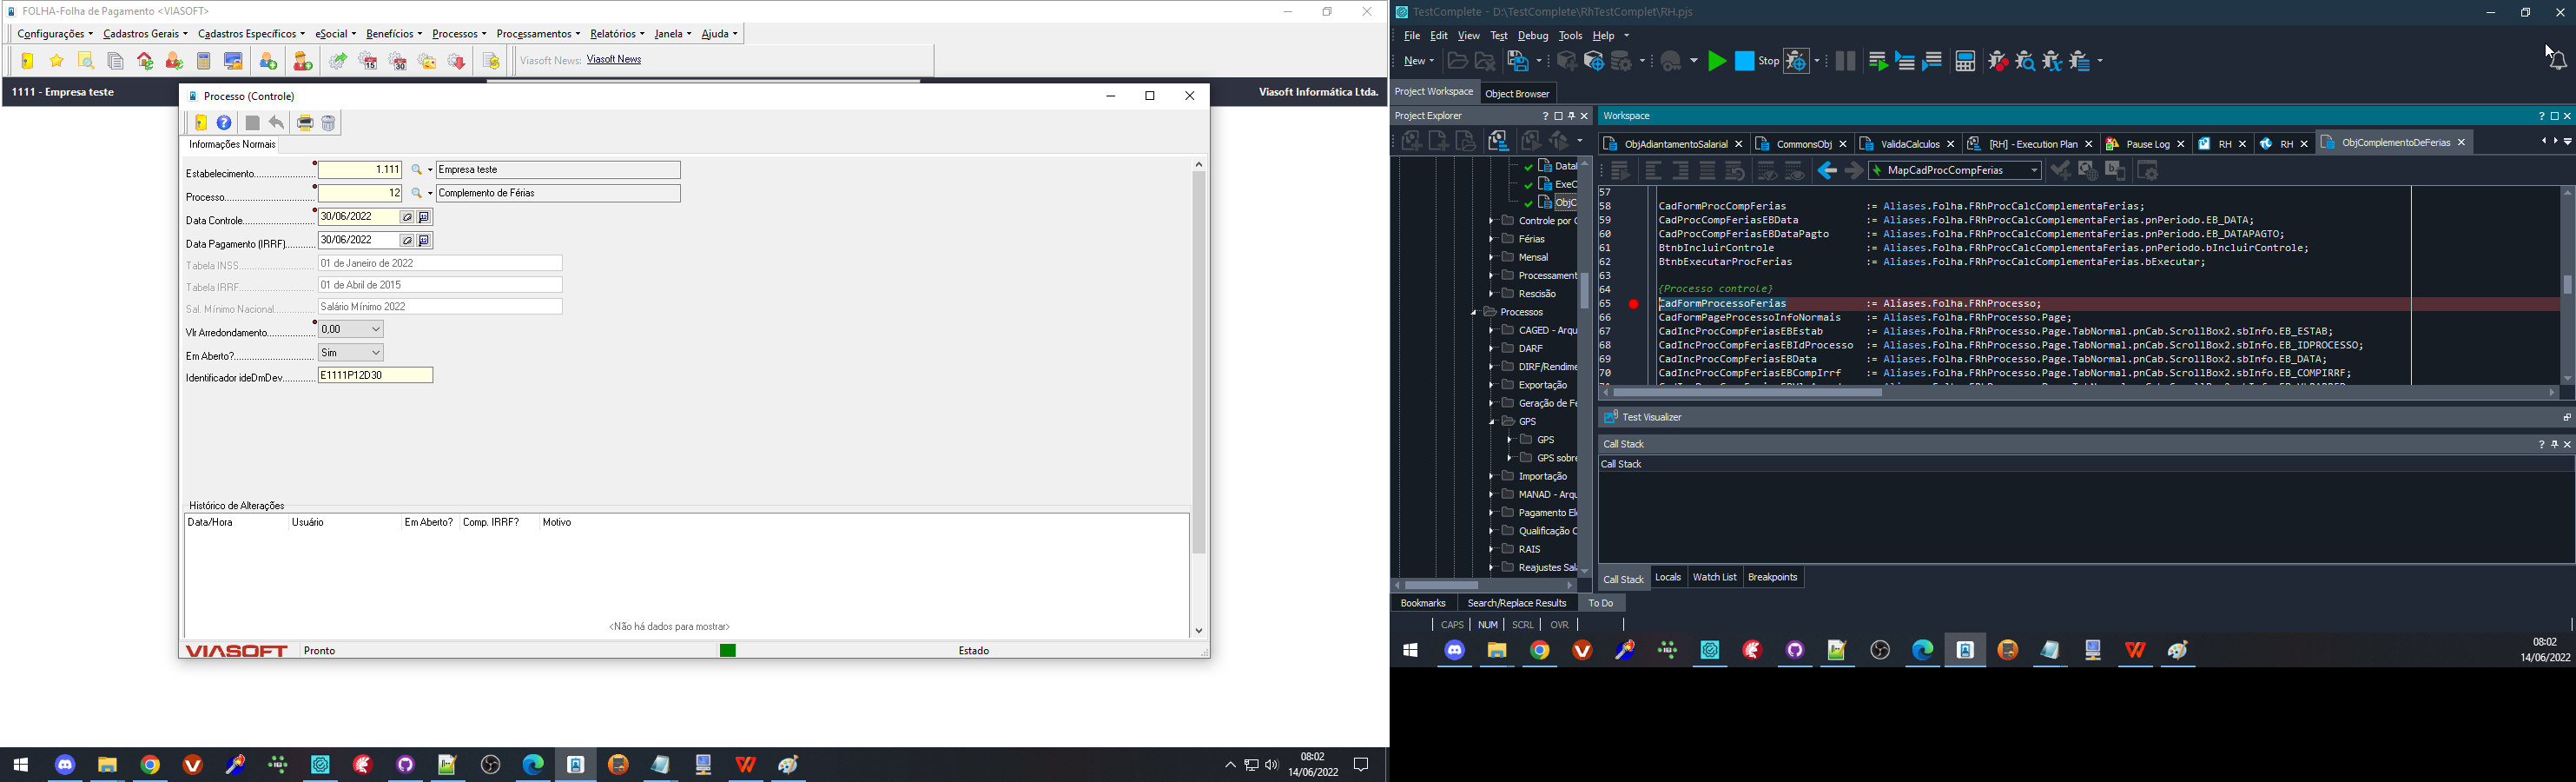 FOLHA-Folha de Pagamento <VIASOFT>
Configurações Cadastros Gerais Cadastros Específicos eSocial Benefícios Processos Processamentos Relatórios Janela Ajuda
Viasoft News: Viasoft News
1111 - Empresa teste
Viasoft Informática Ltda.
Processo (Controle)
Informações Normais
Estabelecimento 1.111 Empresa teste
Processo 12 Complemento de Férias
Data Controle 30/06/2022
Data Pagamento (IRRF) 30/06/2022
Tabela INSS 01 de Janeiro de 2022
Tabela IRRF 01 de Abril de 2015
Sal. Mínimo Nacional Salário Mínimo 2022
Vlr Arredondamento 0,00
Em Aberto? Sim
Identificador ideDmDev E1111P12D30
Histórico de Alterações
Data/Hora Usuário Em Aberto? Comp. IRRF? Motivo
<Não há dados para mostrar>
VIASOFT Pronto Estado
08:02
14/06/2022
TestComplete - D:\TestComplete\RhTestComplet\RH.pjs
File Edit View Test Debug Tools Help
New Stop
Project Workspace Object Browser
Project Explorer
Workspace
ObjAdiantamentoSalarial CommonsObj ValidaCalculos [RH] - Execution Plan Pause Log RH RH ObjComplementoDeFerias
MapCadProcCompFerias
Datal
ExeC
ObjC
Controle por C
Férias
Mensal
Processament
Rescisão
Processos
CAGED - Arqu
DARF
DIRF/Rendime
Exportação
Geração de Fe
GPS
GPS
GPS sobre
Importação
MANAD - Arqu
Pagamento El
Qualificação C
RAIS
Reajustes Sal
57
58 CadFormProcCompFerias := Aliases.Folha.FRhProcCalcComplementaFerias;
59 CadProcCompFeriasEBData := Aliases.Folha.FRhProcCalcComplementaFerias.pnPeriodo.EB_DATA;
60 CadProcCompFeriasEBDataPagto := Aliases.Folha.FRhProcCalcComplementaFerias.pnPeriodo.EB_DATAPAGTO;
61 BtnbIncluirControle := Aliases.Folha.FRhProcCalcComplementaFerias.pnPeriodo.bIncluirControle;
62 BtnbExecutarProcFerias := Aliases.Folha.FRhProcCalcComplementaFerias.bExecutar;
63
64 {Processo controle}
65 CadFormProcessoFerias := Aliases.Folha.FRhProcesso;
66 CadFormPageProcessoInfoNormais := Aliases.Folha.FRhProcesso.Page;
67 CadIncProcCompFeriasEBEstab := Aliases.Folha.FRhProcesso.Page.TabNormal.pnCab.ScrollBox2.sbInfo.EB_ESTAB;
68 CadIncProcCompFeriasEBIdProcesso := Aliases.Folha.FRhProcesso.Page.TabNormal.pnCab.ScrollBox2.sbInfo.EB_IDPROCESSO;
69 CadIncProcCompFeriasEBData := Aliases.Folha.FRhProcesso.Page.TabNormal.pnCab.ScrollBox2.sbInfo.EB_DATA;
70 CadIncProcCompFeriasEBCompIrrf := Aliases.Folha.FRhProcesso.Page.TabNormal.pnCab.ScrollBox2.sbInfo.EB_COMPIRRF;
Test Visualizer
Call Stack
Call Stack
Call Stack Locals Watch List Breakpoints
Bookmarks Search/Replace Results To Do
CAPS NUM SCRL OVR
08:02
14/06/2022